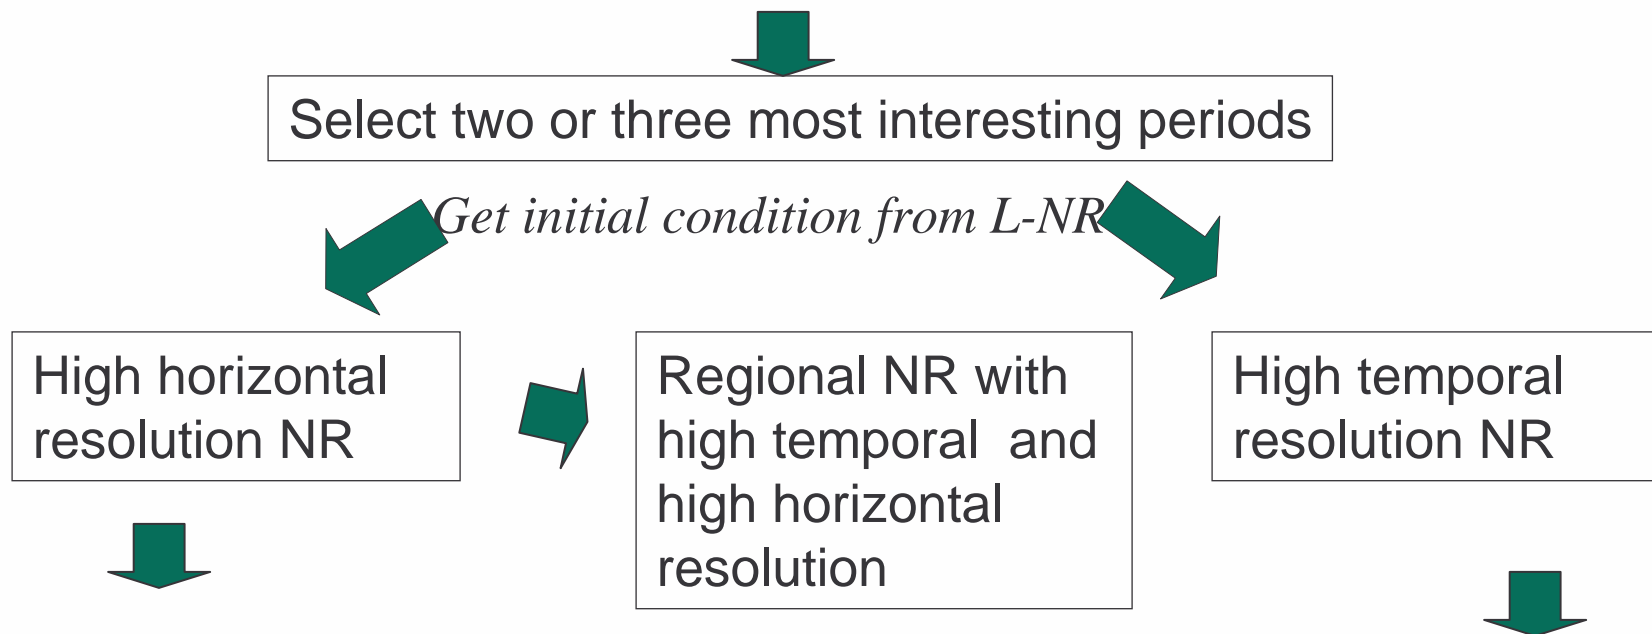 Select two or three most interesting periods
Get initial condition from L-NR
High horizontal
resolution NR
Regional NR with
high temporal and
high horizontal
resolution
High temporal
resolution NR